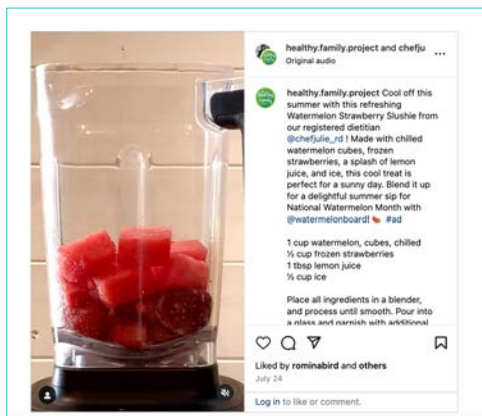 healthy.family.project and chefju
Original audio
healthy.family.project Cool off this
summer with this refreshing
Watermelon Strawberry Slushie from
our registered dietitian
@chefjulie_rd ! Made with chilled
watermelon cubes, frozen
strawberries, a splash of lemon
juice, and ice, this cool treat is
perfect for a sunny day. Blend it up
for a delightful summer sip for
National Watermelon Month with
@watermelonboard! 🍉 #ad
1 cup watermelon, cubes, chilled
½ cup frozen strawberries
1 tbsp lemon juice
½ cup ice
Place all ingredients in a blender,
and process until smooth. Pour into
a glass and garnish with additional
Liked by rominabird and others
July 24
Log in to like or comment.